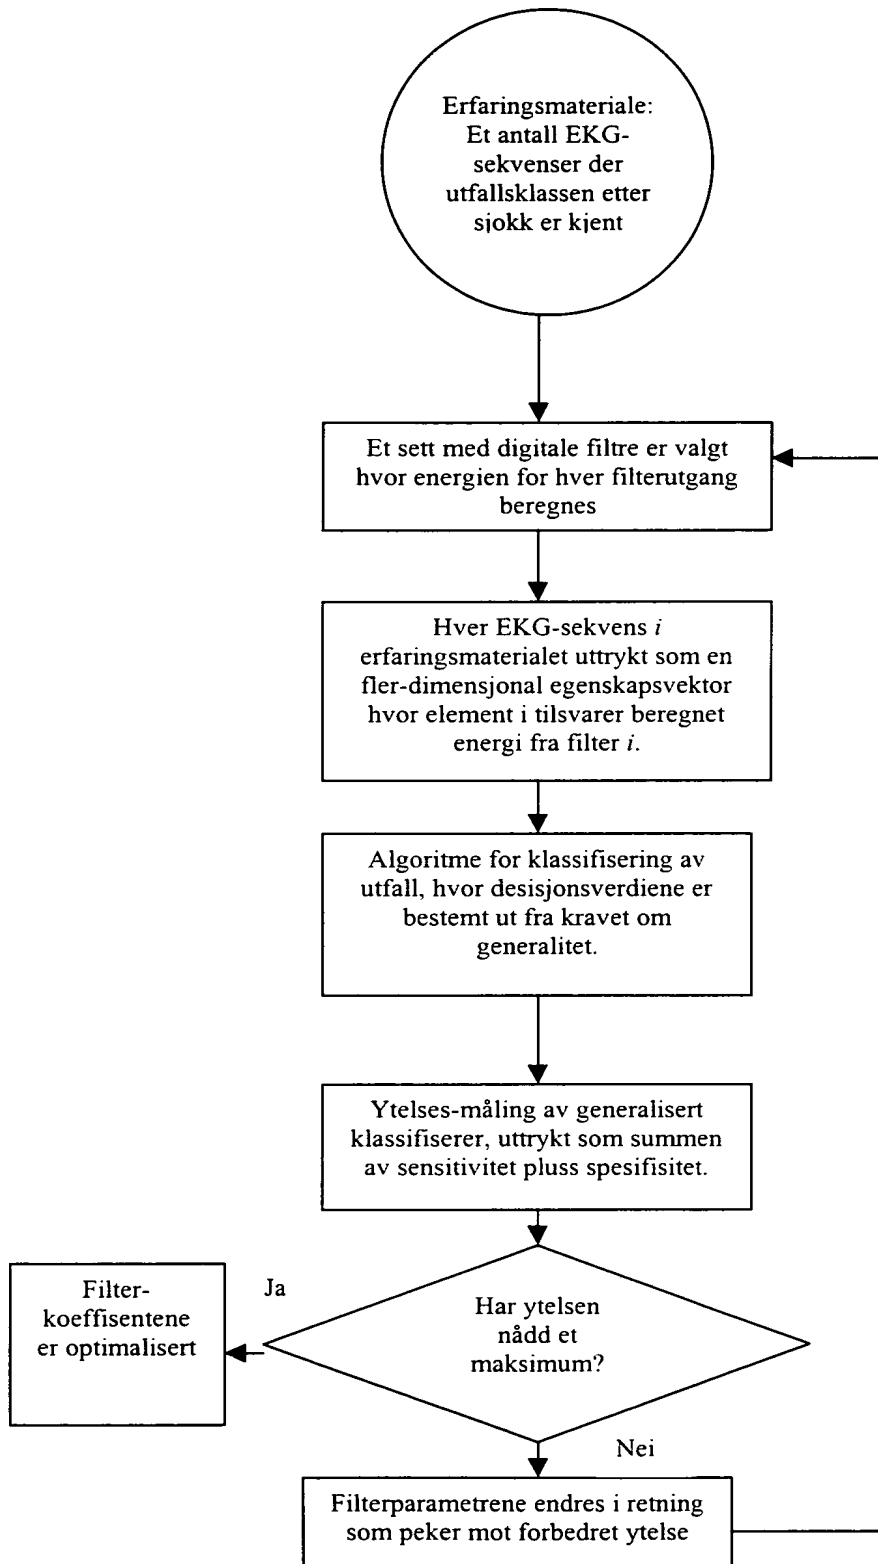 Erfaringsmateriale:
Et antall EKG-
sekvenser der
utfallsklassen etter
sjokk er kjent
Et sett med digitale filtre er valgt
hvor energien for hver filterutgang
beregnes
Hver EKG-sekvens i
erfaringsmaterialet uttrykt som en
fler-dimensjonal egenskapsvektor
hvor element i tilsvarer beregnet
energi fra filter i.
Algoritme for klassifisering av
utfall, hvor desisjonsverdiene er
bestemt ut fra kravet om
generalitet.
Ytelses-måling av generalisert
klassifiserer, uttrykt som summen
av sensitivitet pluss spesifisitet.
Har ytelsen
nådd et
maksimum?
Ja
Filter-
koeffisentene
er optimalisert
Nei
Filterparametrene endres i retning
som peker mot forbedret ytelse